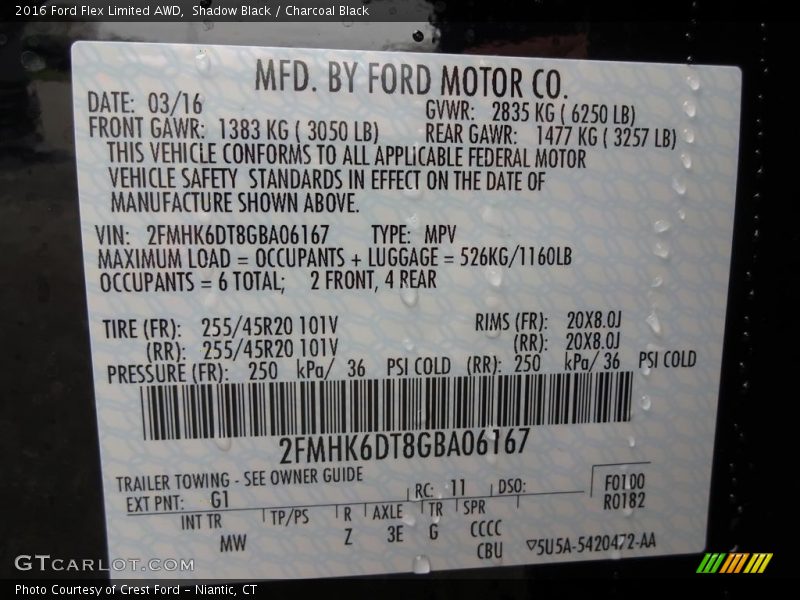 2016 Ford Flex Limited AWD, Shadow Black / Charcoal Black
MFD. BY FORD MOTOR CO.
DATE: 03/16 GVWR: 2835 KG ( 6250 LB)
FRONT GAWR: 1383 KG ( 3050 LB) REAR GAWR: 1477 KG ( 3257 LB)
THIS VEHICLE CONFORMS TO ALL APPLICABLE FEDERAL MOTOR
VEHICLE SAFETY STANDARDS IN EFFECT ON THE DATE OF
MANUFACTURE SHOWN ABOVE.
VIN: 2FMHK6DT8GBA06167 TYPE: MPV
MAXIMUM LOAD = OCCUPANTS + LUGGAGE = 526KG/1160LB
OCCUPANTS = 6 TOTAL; 2 FRONT, 4 REAR
TIRE (FR): 255/45R20 101V RIMS (FR): 20X8.0J
(RR): 255/45R20 101V (RR): 20X8.0J
PRESSURE (FR): 250 kPa/ 36 PSI COLD (RR): 250 kPa/ 36 PSI COLD
2FMHK6DT8GBA06167
TRAILER TOWING - SEE OWNER GUIDE
EXT PNT: G1 RC: 11 DSO: F0100
R0182
INT TR TP/PS R AXLE TR SPR
MW Z 3E G CCCC
CBU ▽5U5A-5420472-AA
GTCARLOT.COM
Photo Courtesy of Crest Ford - Niantic, CT